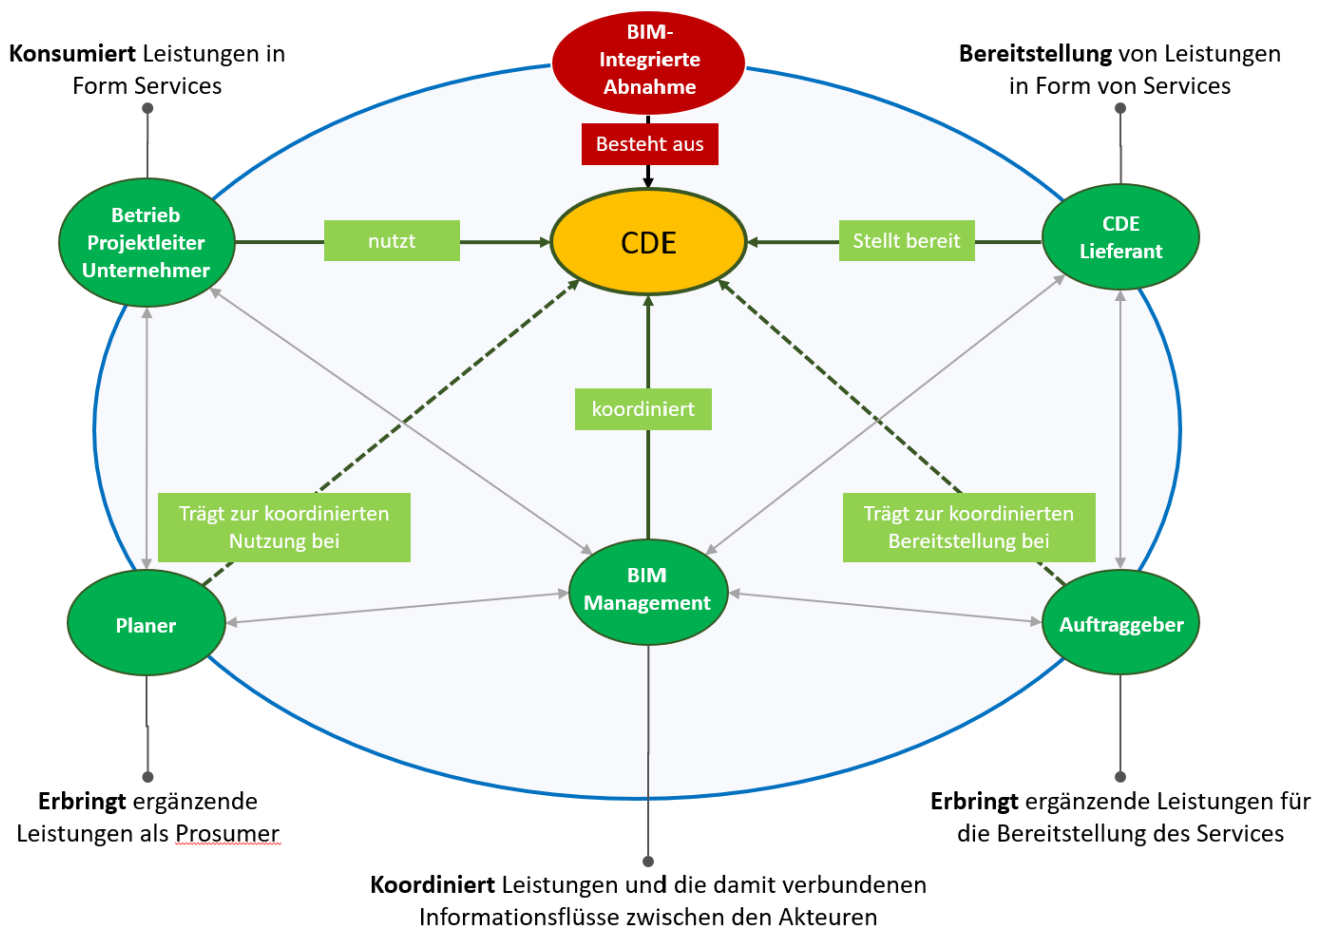 BIM-
Integrierte
Abnahme
Konsumiert Leistungen in
Form Services
Bereitstellung von Leistungen
in Form von Services
Besteht aus
Betrieb
Projektleiter
Unternehmer
nutzt
CDE
Stellt bereit
CDE
Lieferant
koordiniert
Trägt zur koordinierten
Nutzung bei
Trägt zur koordinierten
Bereitstellung bei
Planer
BIM
Management
Auftraggeber
Erbringt ergänzende
Leistungen als Prosumer
Erbringt ergänzende Leistungen für
die Bereitstellung des Services
Koordiniert Leistungen und die damit verbundenen
Informationsflüsse zwischen den Akteuren